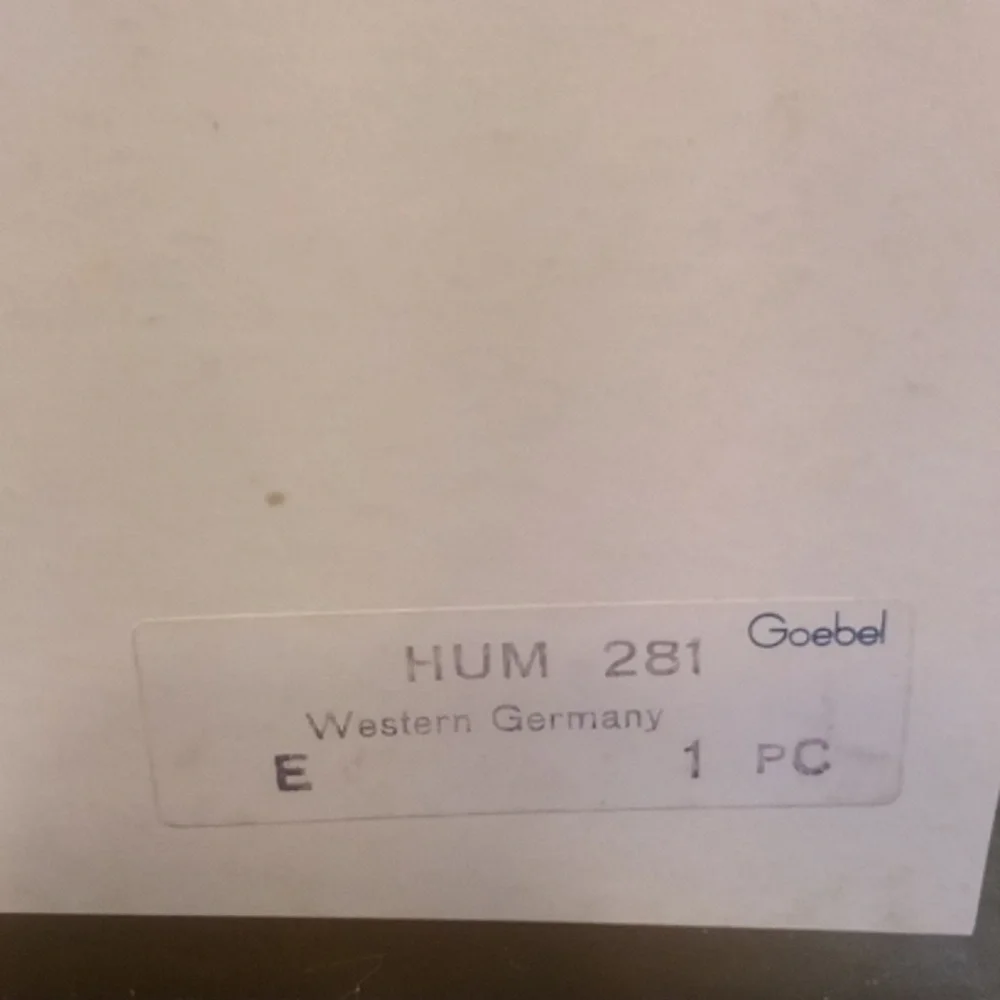 Goebel
HUM 281
Western Germany
E 1 PC